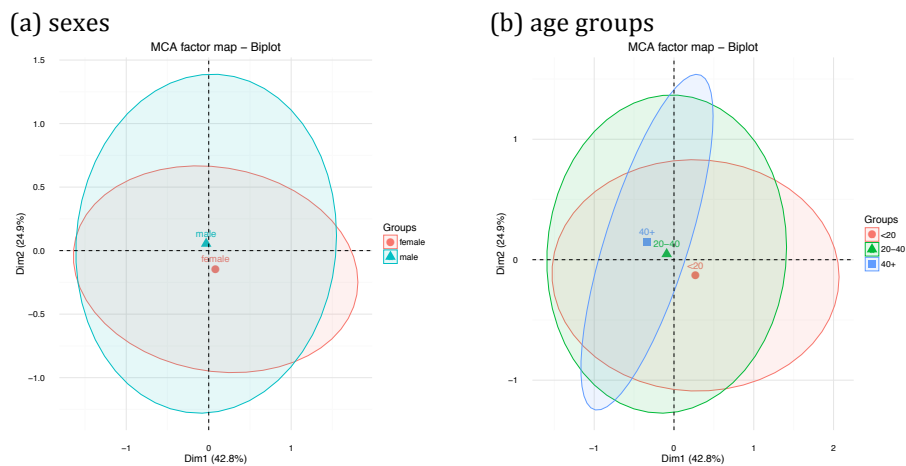 (a) sexes
MCA factor map – Biplot
1.5
1.0
0.5
0.0
−0.5
−1.0
Dim2 (24.9%)
male
female
−1
0
1
Dim1 (42.8%)
Groups
female
male
(b) age groups
MCA factor map – Biplot
1
0
−1
Dim2 (24.9%)
40+
20−40
<20
−1
0
1
2
Dim1 (42.8%)
Groups
<20
20−40
40+